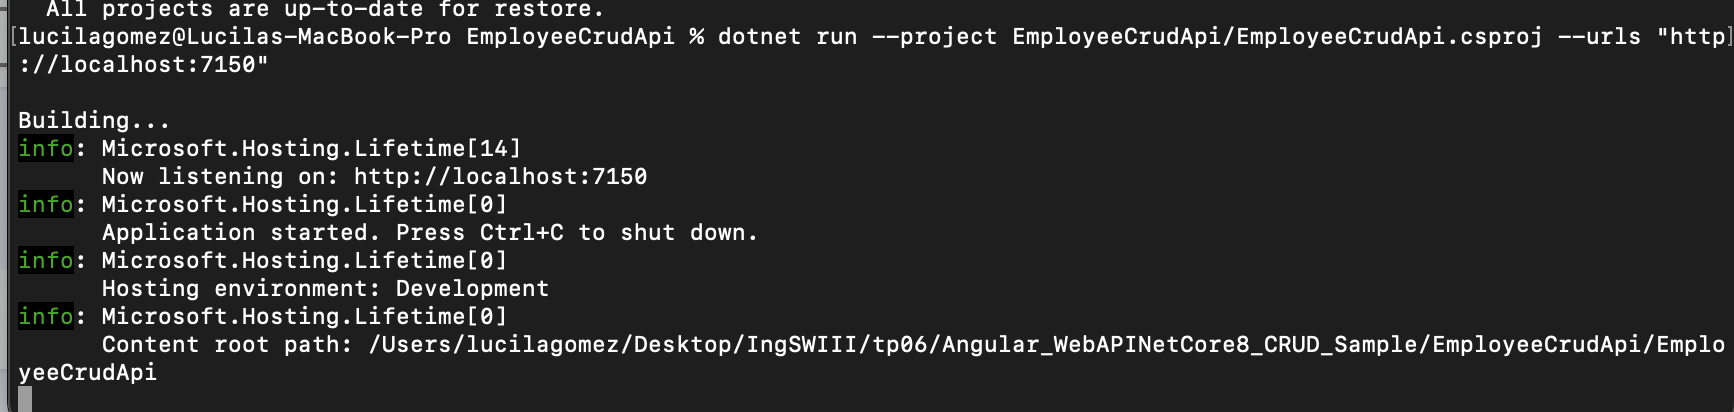 All projects are up-to-date for restore.
[lucilagomez@Lucilas-MacBook-Pro EmployeeCrudApi % dotnet run --project EmployeeCrudApi/EmployeeCrudApi.csproj --urls "http]
://localhost:7150"
Building...
info: Microsoft.Hosting.Lifetime[14]
Now listening on: http://localhost:7150
info: Microsoft.Hosting.Lifetime[0]
Application started. Press Ctrl+C to shut down.
info: Microsoft.Hosting.Lifetime[0]
Hosting environment: Development
info: Microsoft.Hosting.Lifetime[0]
Content root path: /Users/lucilagomez/Desktop/IngSWIII/tp06/Angular_WebAPINetCore8_CRUD_Sample/EmployeeCrudApi/Emplo
yeeCrudApi